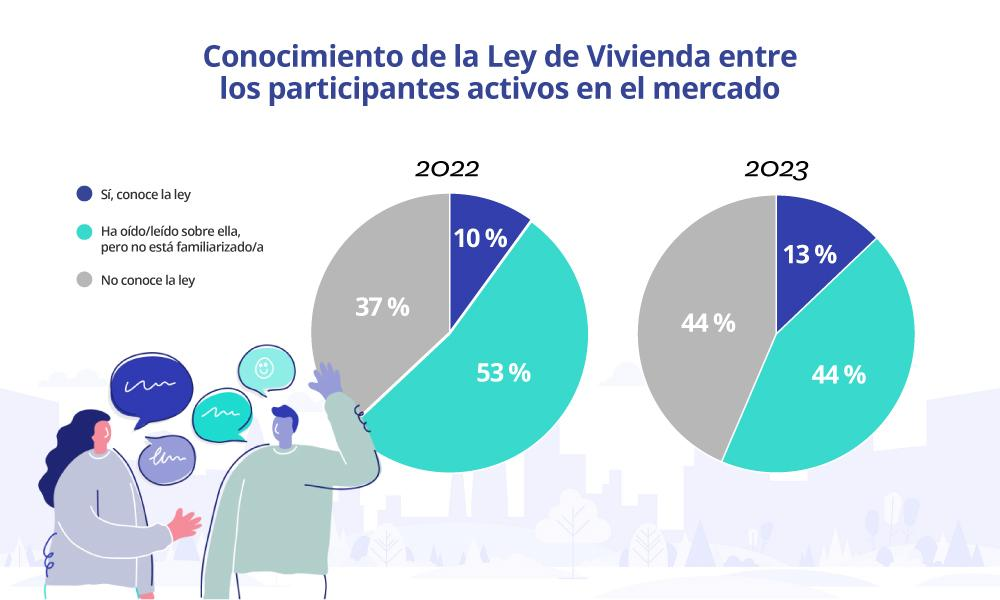 Conocimiento de la Ley de Vivienda entre
los participantes activos en el mercado
Sí, conoce la ley
Ha oído/leído sobre ella,
pero no está familiarizado/a
No conoce la ley
2022
10 %
37 %
53 %
2023
13 %
44 %
44 %